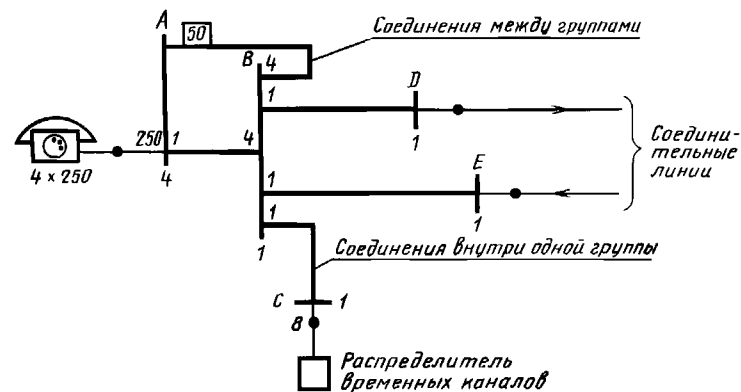 A
50
Соединения между группами
B
4
1
D
1
250
1
4
4
4 × 250
Соедини-
тельные
линии
1
E
1
1
1
Соединения внутри одной группы
C
1
8
Распределитель
временных каналов